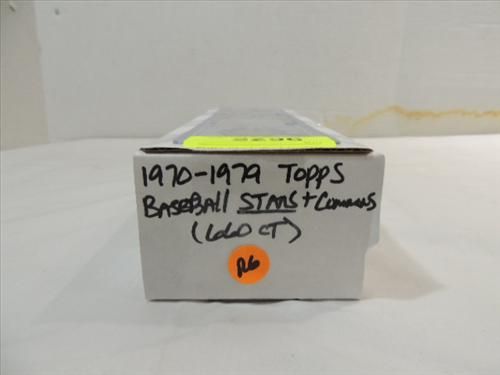 1970-1979 TOPPS
BASEBALL STARS + COMMONS
(660 CT)
R6